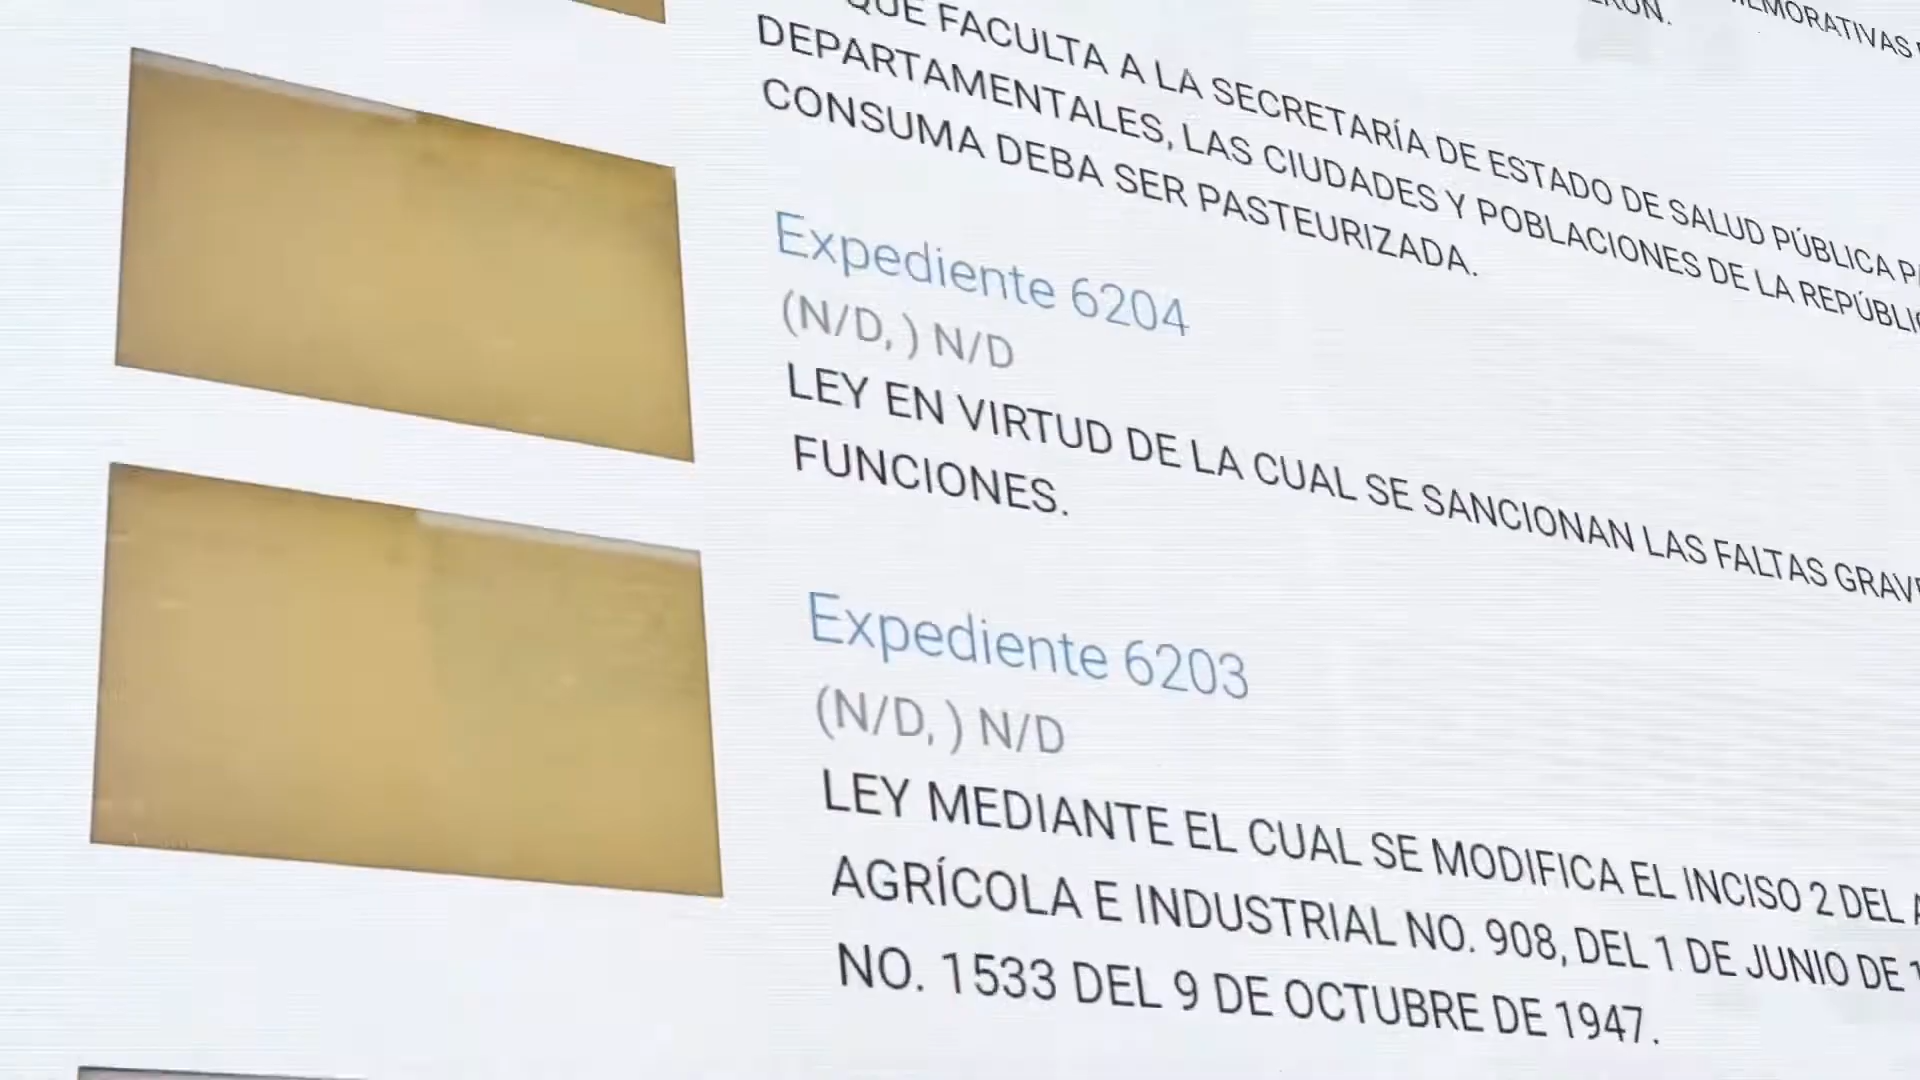 QUE FACULTA A LA SECRETARÍA DE ESTADO DE SALUD PÚBLICA
DEPARTAMENTALES, LAS CIUDADES Y POBLACIONES DE LA
CONSUMA DEBA SER PASTEURIZADA.
Expediente 6204
(N/D, ) N/D
LEY EN VIRTUD DE LA CUAL SE SANCIONAN LAS FALTAS
FUNCIONES.
Expediente 6203
(N/D, ) N/D
LEY MEDIANTE EL CUAL SE MODIFICA EL INCISO 2 DEL
AGRÍCOLA E INDUSTRIAL NO. 908, DEL 1 DE JUNIO DE
NO. 1533 DEL 9 DE OCTUBRE DE 1947.